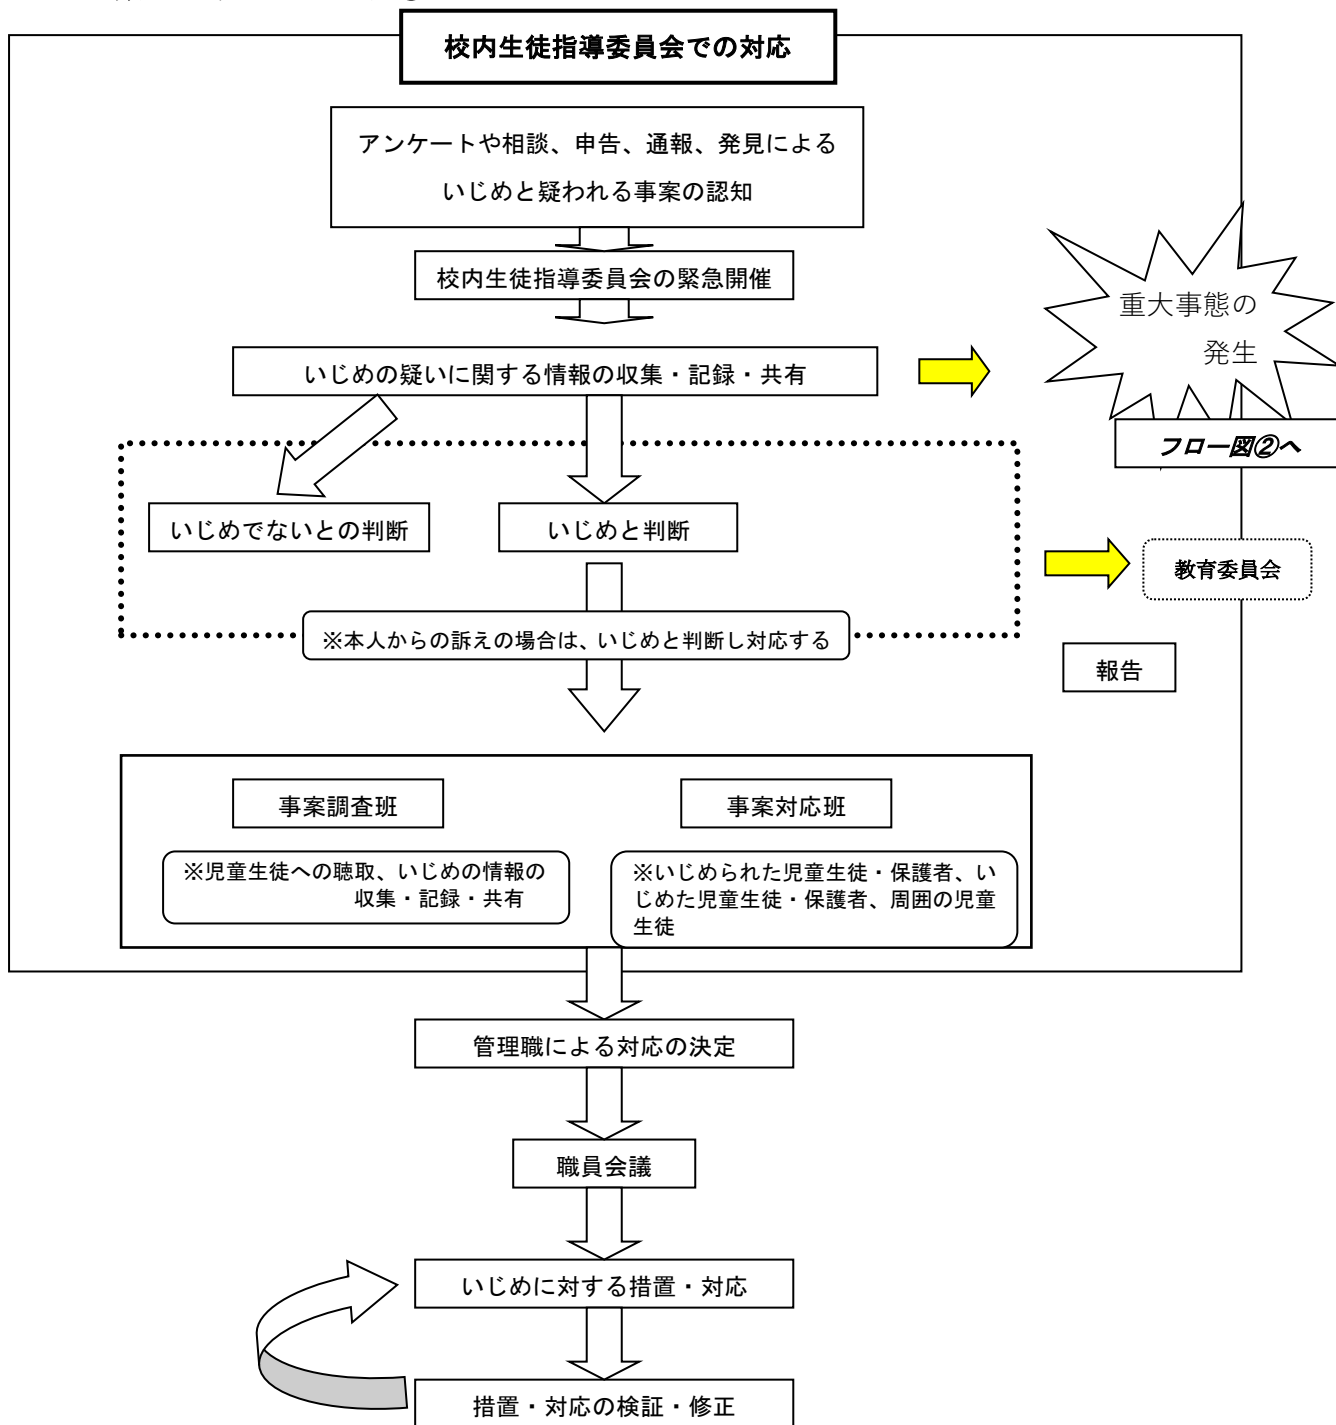 校内生徒指導委員会での対応
アンケートや相談、申告、通報、発見による
いじめと疑われる事案の認知
校内生徒指導委員会の緊急開催
重大事態の
発生
いじめの疑いに関する情報の収集・記録・共有
フロー図②へ
いじめでないとの判断
いじめと判断
教育委員会
※本人からの訴えの場合は、いじめと判断し対応する
報告
事案調査班
事案対応班
※児童生徒への聴取、いじめの情報の
収集・記録・共有
※いじめられた児童生徒・保護者、い
じめた児童生徒・保護者、周囲の児童
生徒
管理職による対応の決定
職員会議
いじめに対する措置・対応
措置・対応の検証・修正